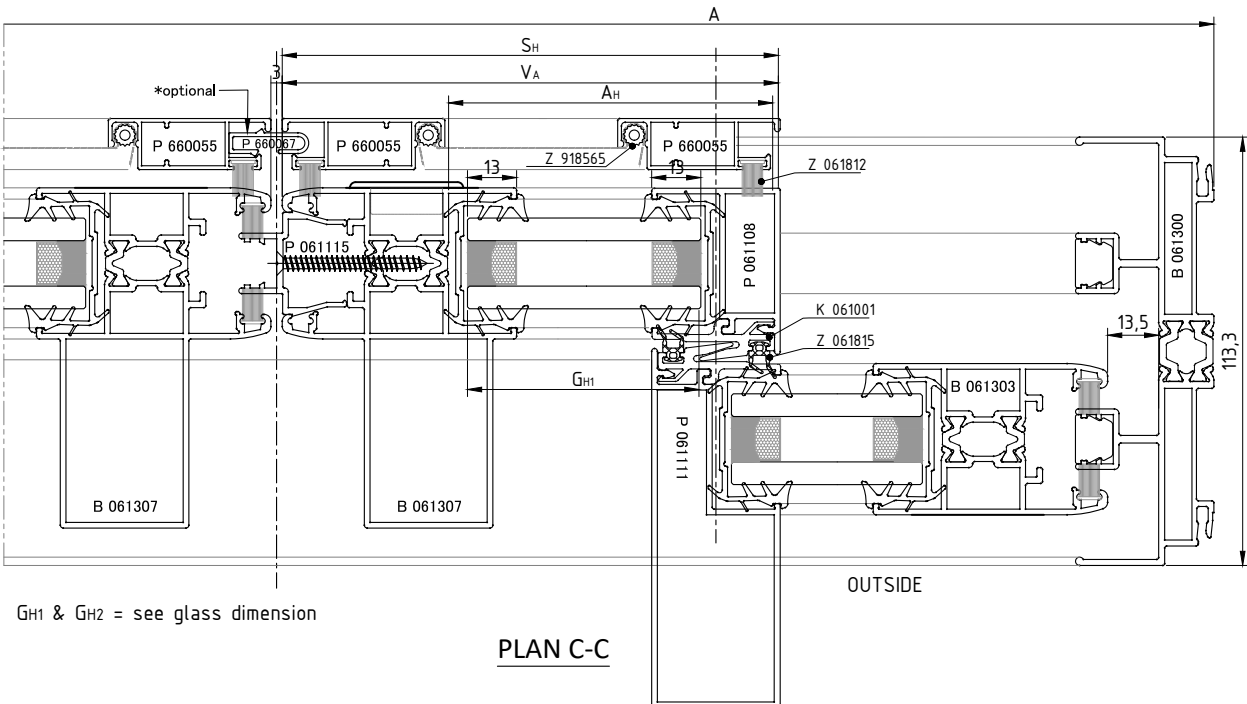 A
SH
3
VA
*optional
AH
P 660055
P 660067
P 660055
Z 918565
P 660055
13
13
Z 061812
P 061115
P 061108
B 061300
K 061001
Z 061815
13,5
113,3
GH1
B 061303
P 061111
B 061307
B 061307
OUTSIDE
GH1 & GH2 = see glass dimension
PLAN C-C